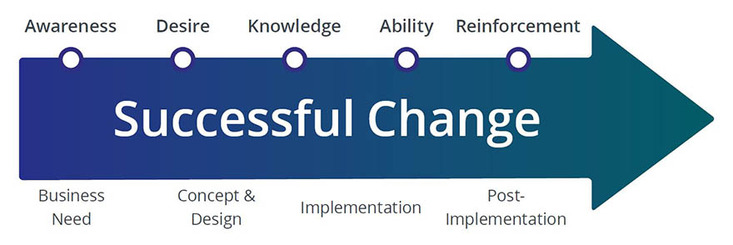 Awareness Desire Knowledge Ability Reinforcement
Successful Change
Business Concept & Implementation Post-
Need Design Implementation